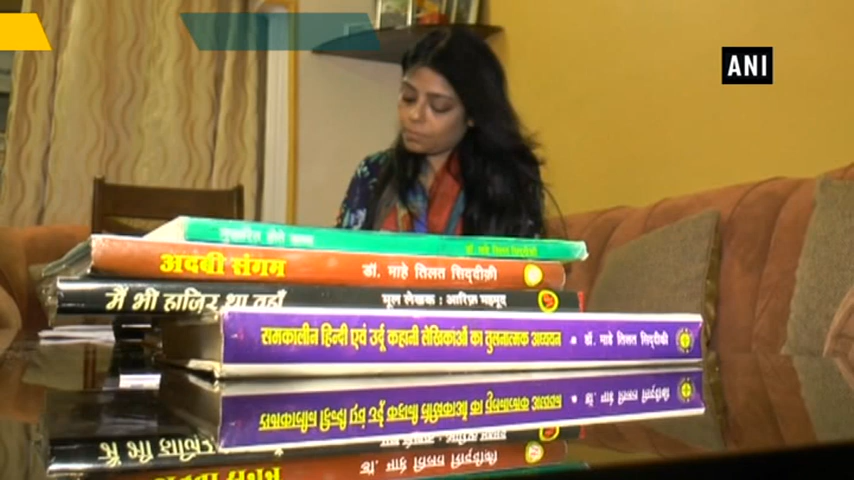 ANI
डॉ. माहे तिलत सिद्दीकी
अदबी संगम डॉ. माहे तिलत सिद्दीक़ी
मैं भी हाज़िर था वहाँ मूल लेखक : आरिफ़ महमूद
समकालीन हिन्दी एवं उर्दू कहानी लेखिकाओं का तुलनात्मक अध्ययन डॉ. माहे तिलत सिद्दीकी